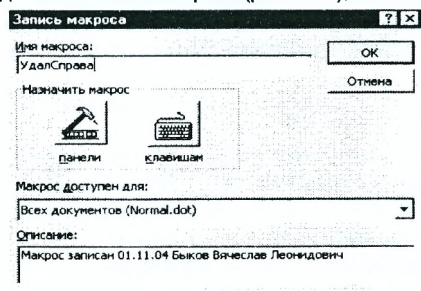 Запись макроса
Имя макроса:
УдалСправа
ОК
Отмена
Назначить макрос
панели
клавишам
Макрос доступен для:
Всех документов (Normal.dot)
Описание:
Макрос записан 01.11.04 Быков Вячеслав Леонидович